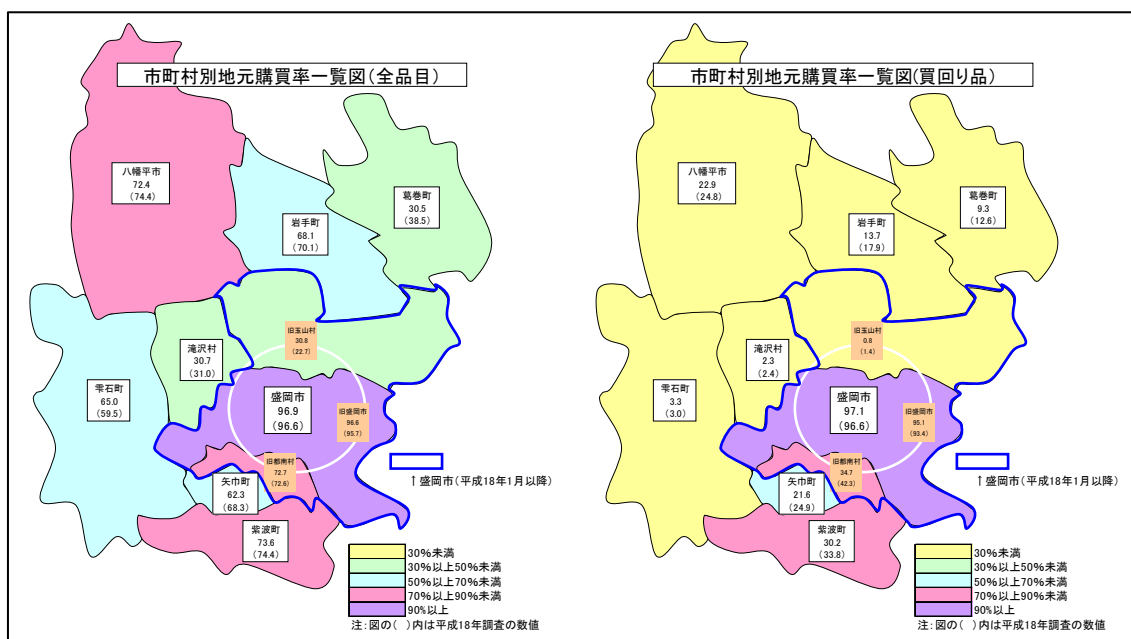 市町村別地元購買率一覧図(全品目)
八幡平市
72.4
(74.4)
葛巻町
30.5
(38.5)
岩手町
68.1
(70.1)
旧玉山村
30.8
(22.7)
滝沢村
30.7
(31.0)
雫石町
65.0
(59.5)
盛岡市
96.9
(96.6)
旧盛岡市
96.6
(95.7)
旧都南村
72.7
(72.6)
矢巾町
62.3
(68.3)
紫波町
73.6
(74.4)
↑盛岡市(平成18年1月以降)
30%未満
30%以上50%未満
50%以上70%未満
70%以上90%未満
90%以上
注:図の( )内は平成18年調査の数値
市町村別地元購買率一覧図(買回り品)
八幡平市
22.9
(24.8)
葛巻町
9.3
(12.6)
岩手町
13.7
(17.9)
旧玉山村
0.8
(1.4)
滝沢村
2.3
(2.4)
雫石町
3.3
(3.0)
盛岡市
97.1
(96.6)
旧盛岡市
95.1
(93.4)
旧都南村
34.7
(42.3)
矢巾町
21.6
(24.9)
紫波町
30.2
(33.8)
↑盛岡市(平成18年1月以降)
30%未満
30%以上50%未満
50%以上70%未満
70%以上90%未満
90%以上
注:図の( )内は平成18年調査の数値